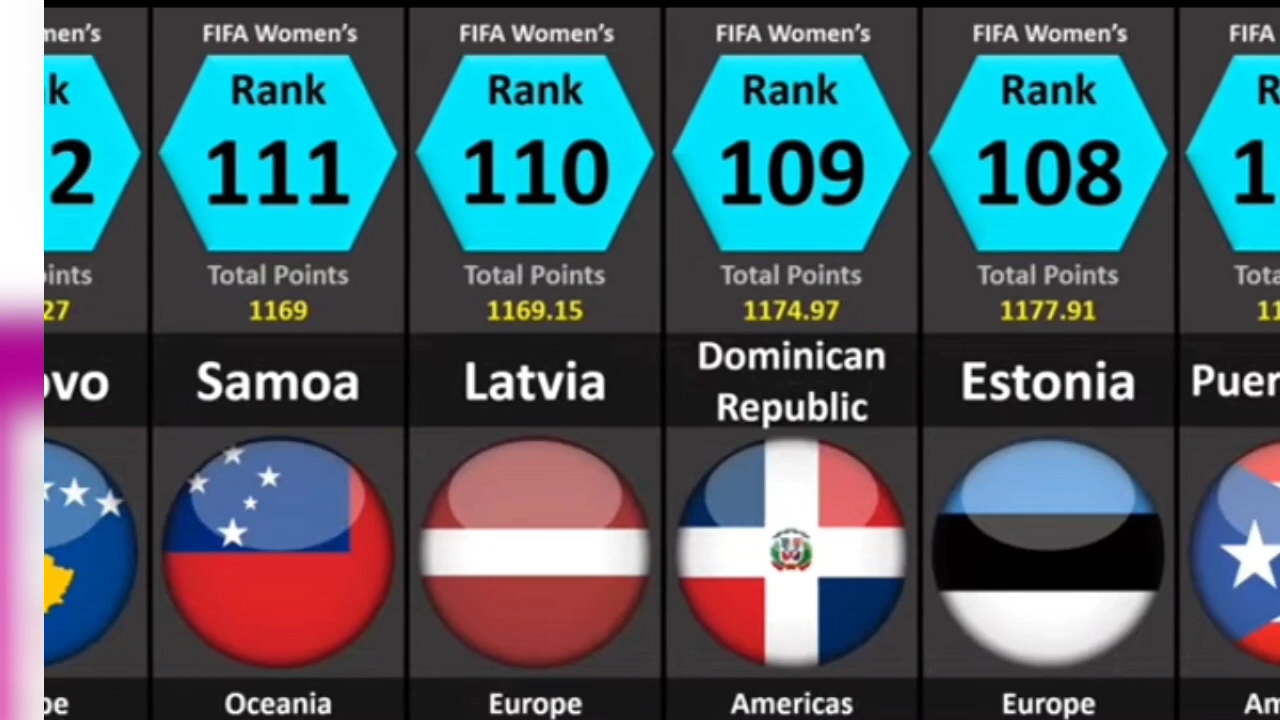 FIFA Women's
Rank
111
Total Points
1169
Samoa
Oceania
FIFA Women's
Rank
110
Total Points
1169.15
Latvia
Europe
FIFA Women's
Rank
109
Total Points
1174.97
Dominican
Republic
Americas
FIFA Women's
Rank
108
Total Points
1177.91
Estonia
Europe
FIFA